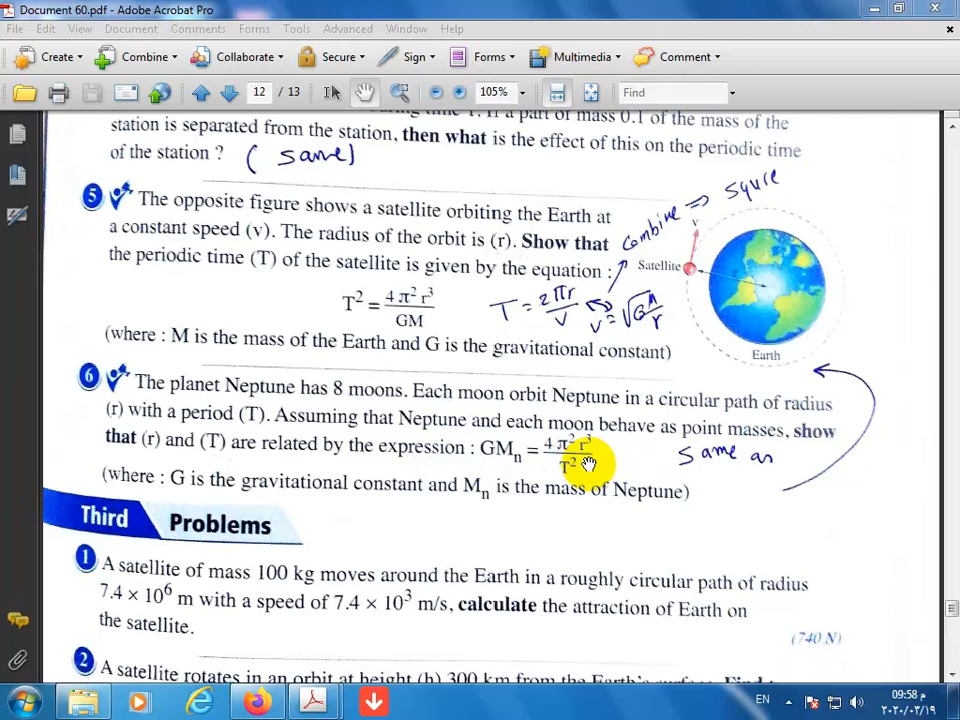 Document 60.pdf - Adobe Acrobat Pro
File Edit View Document Comments Forms Tools Advanced Window Help
Create Combine Collaborate Secure Sign Forms Multimedia Comment
12 / 13 105% Find
station is separated from the station, then what is the effect of this on the periodic time
of the station ? ( same)
5 The opposite figure shows a satellite orbiting the Earth at
a constant speed (v). The radius of the orbit is (r). Show that
the periodic time (T) of the satellite is given by the equation :
T² = 4 π² r³ / GM
combine ⇒ squre
T = 2πr / v ↔ v = √G M/r
v
r
Satellite
Earth
(where : M is the mass of the Earth and G is the gravitational constant)
6 The planet Neptune has 8 moons. Each moon orbit Neptune in a circular path of radius
(r) with a period (T). Assuming that Neptune and each moon behave as point masses, show
that (r) and (T) are related by the expression : GMn = 4 π² r³ / T²
same as
(where : G is the gravitational constant and Mn is the mass of Neptune)
Third Problems
1 A satellite of mass 100 kg moves around the Earth in a roughly circular path of radius
7.4 × 10⁶ m with a speed of 7.4 × 10³ m/s, calculate the attraction of Earth on
the satellite.
(740 N)
2 A satellite rotates in an orbit at height (h) 300 km from the Earth's surface. Find :
EN
09:58 م
٢٠٢٠/٠٣/١٩